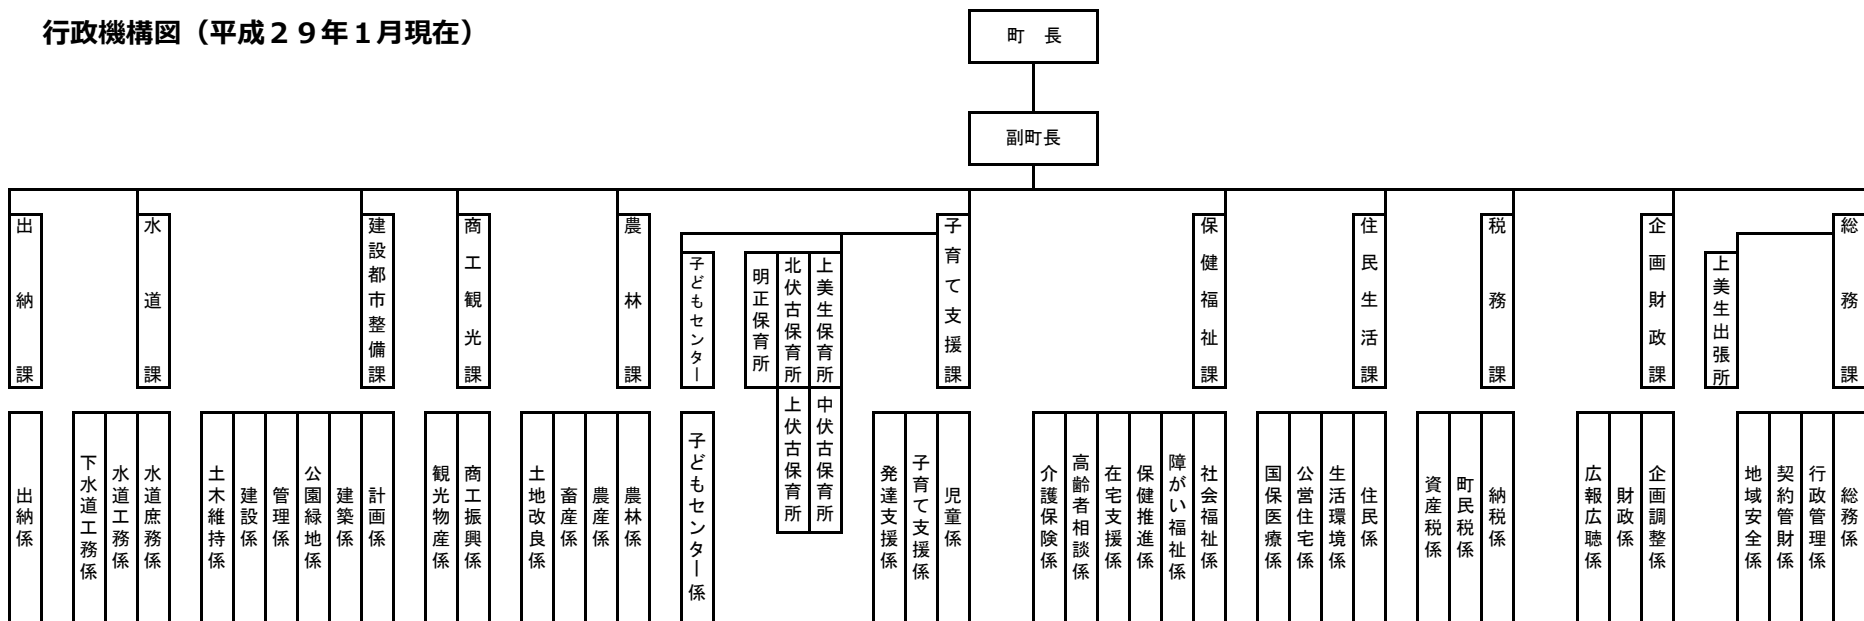 行政機構図（平成２９年１月現在）
町　長
副町長
総務課
上美生出張所
企画財政課
税務課
住民生活課
保健福祉課
子育て支援課
上美生保育所
北伏古保育所
明正保育所
子どもセンター
農林課
商工観光課
建設都市整備課
水道課
出納課
中伏古保育所
上伏古保育所
総務係
行政管理係
契約管財係
地域安全係
企画調整係
財政係
広報広聴係
納税係
町民税係
資産税係
住民係
生活環境係
公営住宅係
国保医療係
社会福祉係
障がい福祉係
保健推進係
在宅支援係
高齢者相談係
介護保険係
児童係
子育て支援係
発達支援係
子どもセンター係
農林係
農産係
畜産係
土地改良係
商工振興係
観光物産係
計画係
建築係
公園緑地係
管理係
建設係
土木維持係
水道庶務係
水道工務係
下水道工務係
出納係